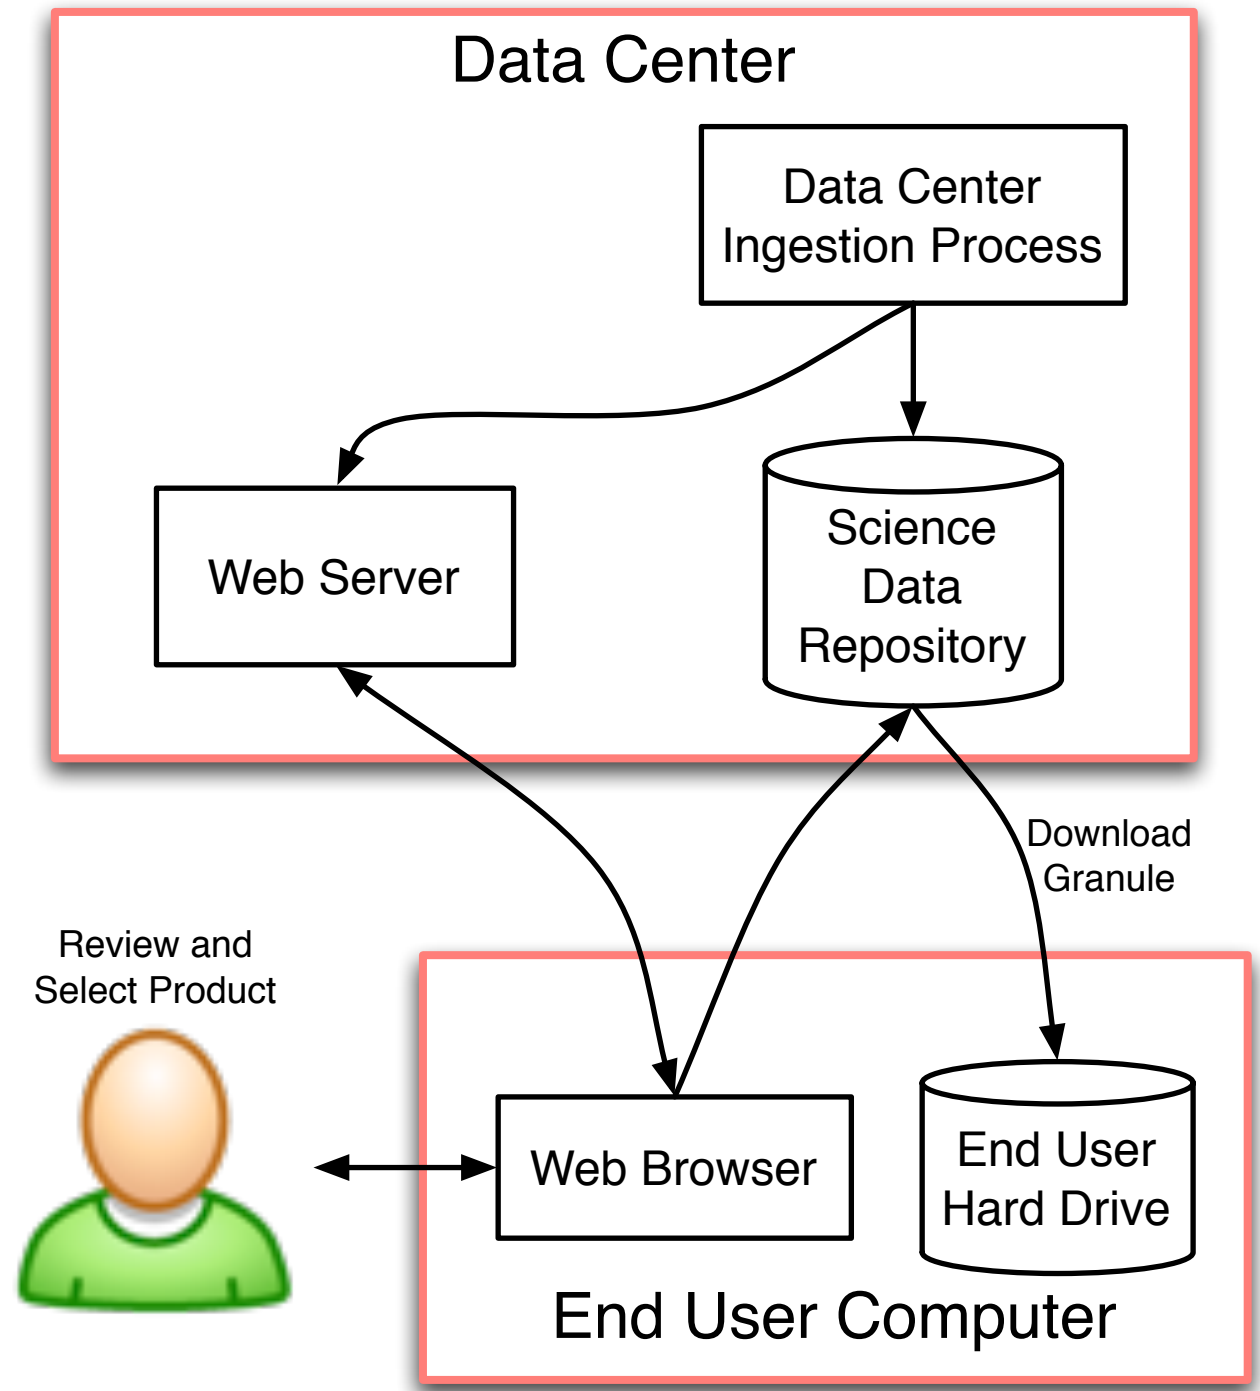 Data Center
Data Center
Ingestion Process
Web Server
Science
Data
Repository
Download
Granule
Review and
Select Product
Web Browser
End User
Hard Drive
End User Computer